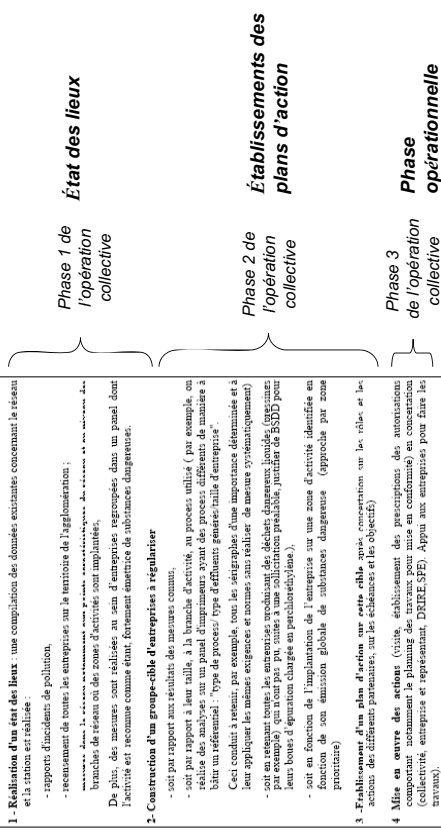 1 - Réalisation d'un état des lieux : une compilation des données existantes concernant le réseau
et la station est réalisée :
- rapports d'incidents de pollution,
- recensement de toutes les entreprises sur le territoire de l'agglomération ;
branches de réseau ou des zones d'activités sont implantées,
De plus, des mesures sont réalisées au sein d'entreprises regroupées dans un panel dont
l'activité est reconnue comme étant, fortement émettrice de substances dangereuses.
2- Construction d'un groupe-cible d'entreprises à régulariser
- soit par rapport aux résultats des mesures connus,
- soit par rapport à leur taille, à la branche d'activité, au process utilisé ( par exemple, on
réalise des analyses sur un panel d'imprimeurs ayant des process différents de manière à
bâtir un référentiel : "type de process/ type d'effluents générés/taille d'entreprise".
Ceci conduit à retenir, par exemple, tous les sérigraphes d'une importance déterminée et à
leur appliquer les mêmes exigences et normes sans réaliser de mesure systématiquement)
- soit en retenant toutes les entreprises produisant des déchets dangereux liquides (pressings
par exemple) qui n'ont pas pu, suites à une sollicitation préalable, justifier de BSDD pour
leurs bones d'épuration chargée en perchloréthylène.),
- soit en fonction de l'implantation de l'entreprise sur une zone d'activité identifiée en
fonction de son émission globale de substances dangereuse (approche par zone
prioritaire)
3 - Etablissement d'un plan d'action sur cette cible après concertation sur les rôles et les
actions des différents partenaires, sur les échéances et les objectifs)
4 Mise en œuvre des actions (visite, établissement des prescriptions des autorisations
comportant notamment le planning des travaux pour mise en conformité) en concertation
(collectivité, entreprise et représentant, DRIRE, SPE). Appui aux entreprises pour faire les
travaux).
Phase 1 de
l'opération
collective
État des lieux
Phase 2 de
l'opération
collective
Établissements des
plans d'action
Phase 3
de l'opération
collective
Phase
opérationnelle